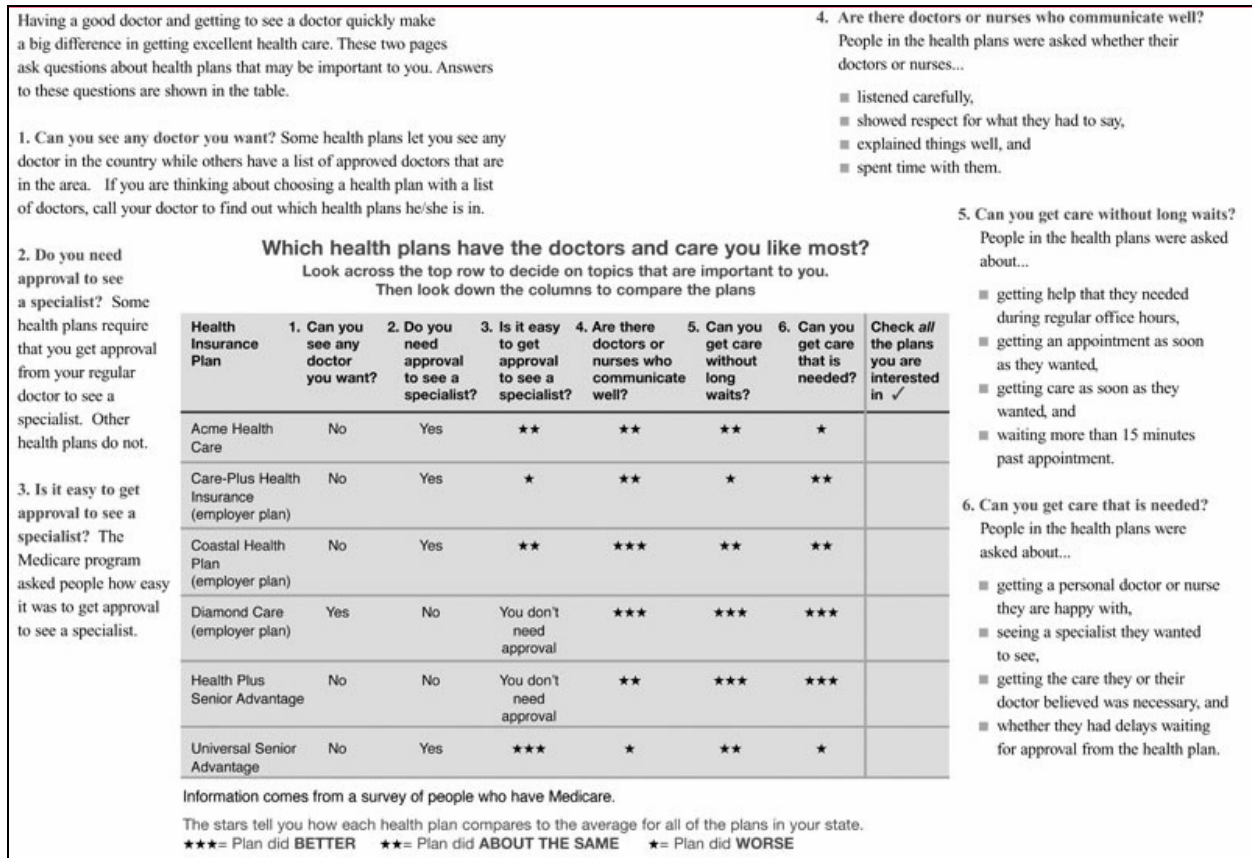 Having a good doctor and getting to see a doctor quickly make
a big difference in getting excellent health care. These two pages
ask questions about health plans that may be important to you. Answers
to these questions are shown in the table.
1. Can you see any doctor you want? Some health plans let you see any
doctor in the country while others have a list of approved doctors that are
in the area. If you are thinking about choosing a health plan with a list
of doctors, call your doctor to find out which health plans he/she is in.
2. Do you need
approval to see
a specialist? Some
health plans require
that you get approval
from your regular
doctor to see a
specialist. Other
health plans do not.
3. Is it easy to get
approval to see a
specialist? The
Medicare program
asked people how easy
it was to get approval
to see a specialist.
Which health plans have the doctors and care you like most?
Look across the top row to decide on topics that are important to you.
Then look down the columns to compare the plans
Health 1. Can you 2. Do you 3. Is it easy 4. Are there 5. Can you 6. Can you Check all
Insurance see any need to get doctors or get care get care the plans
Plan doctor approval approval nurses who without that is you are
you want? to see a to see a communicate long needed? interested
specialist? specialist? well? waits? in ✓
Acme Health No Yes ★★ ★★ ★★ ★
Care
Care-Plus Health No Yes ★ ★★ ★ ★★
Insurance
(employer plan)
Coastal Health No Yes ★★ ★★★ ★★ ★★
Plan
(employer plan)
Diamond Care Yes No You don't ★★★ ★★★ ★★★
(employer plan) need
approval
Health Plus No No You don't ★★ ★★★ ★★★
Senior Advantage need
approval
Universal Senior No Yes ★★★ ★ ★★ ★
Advantage
Information comes from a survey of people who have Medicare.
The stars tell you how each health plan compares to the average for all of the plans in your state.
★★★= Plan did BETTER ★★= Plan did ABOUT THE SAME ★= Plan did WORSE
4. Are there doctors or nurses who communicate well?
People in the health plans were asked whether their
doctors or nurses...
■ listened carefully,
■ showed respect for what they had to say,
■ explained things well, and
■ spent time with them.
5. Can you get care without long waits?
People in the health plans were asked
about...
■ getting help that they needed
during regular office hours,
■ getting an appointment as soon
as they wanted,
■ getting care as soon as they
wanted, and
■ waiting more than 15 minutes
past appointment.
6. Can you get care that is needed?
People in the health plans were
asked about...
■ getting a personal doctor or nurse
they are happy with,
■ seeing a specialist they wanted
to see,
■ getting the care they or their
doctor believed was necessary, and
■ whether they had delays waiting
for approval from the health plan.